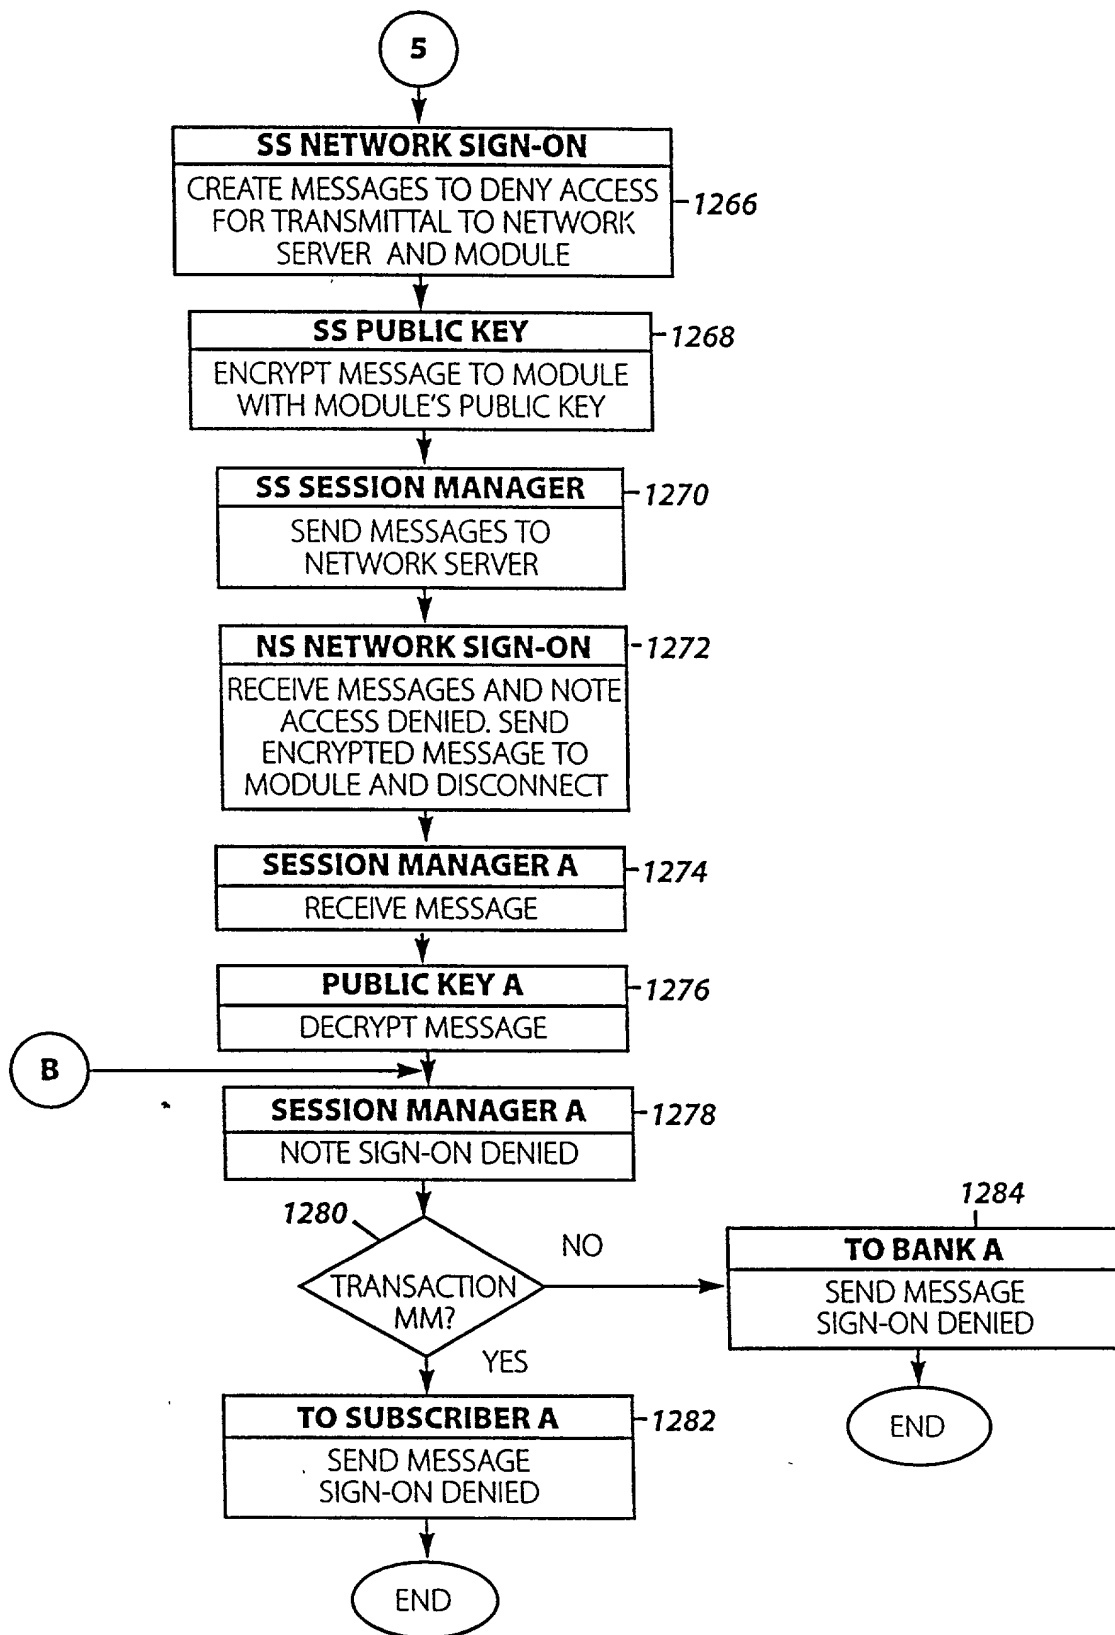 5
SS NETWORK SIGN-ON
CREATE MESSAGES TO DENY ACCESS
FOR TRANSMITTAL TO NETWORK
SERVER AND MODULE
1266
SS PUBLIC KEY
1268
ENCRYPT MESSAGE TO MODULE
WITH MODULE'S PUBLIC KEY
SS SESSION MANAGER
1270
SEND MESSAGES TO
NETWORK SERVER
NS NETWORK SIGN-ON
1272
RECEIVE MESSAGES AND NOTE
ACCESS DENIED. SEND
ENCRYPTED MESSAGE TO
MODULE AND DISCONNECT
SESSION MANAGER A
1274
RECEIVE MESSAGE
PUBLIC KEY A
1276
DECRYPT MESSAGE
B
SESSION MANAGER A
1278
NOTE SIGN-ON DENIED
1280
TRANSACTION
MM?
NO
YES
1284
TO BANK A
SEND MESSAGE
SIGN-ON DENIED
END
TO SUBSCRIBER A
1282
SEND MESSAGE
SIGN-ON DENIED
END